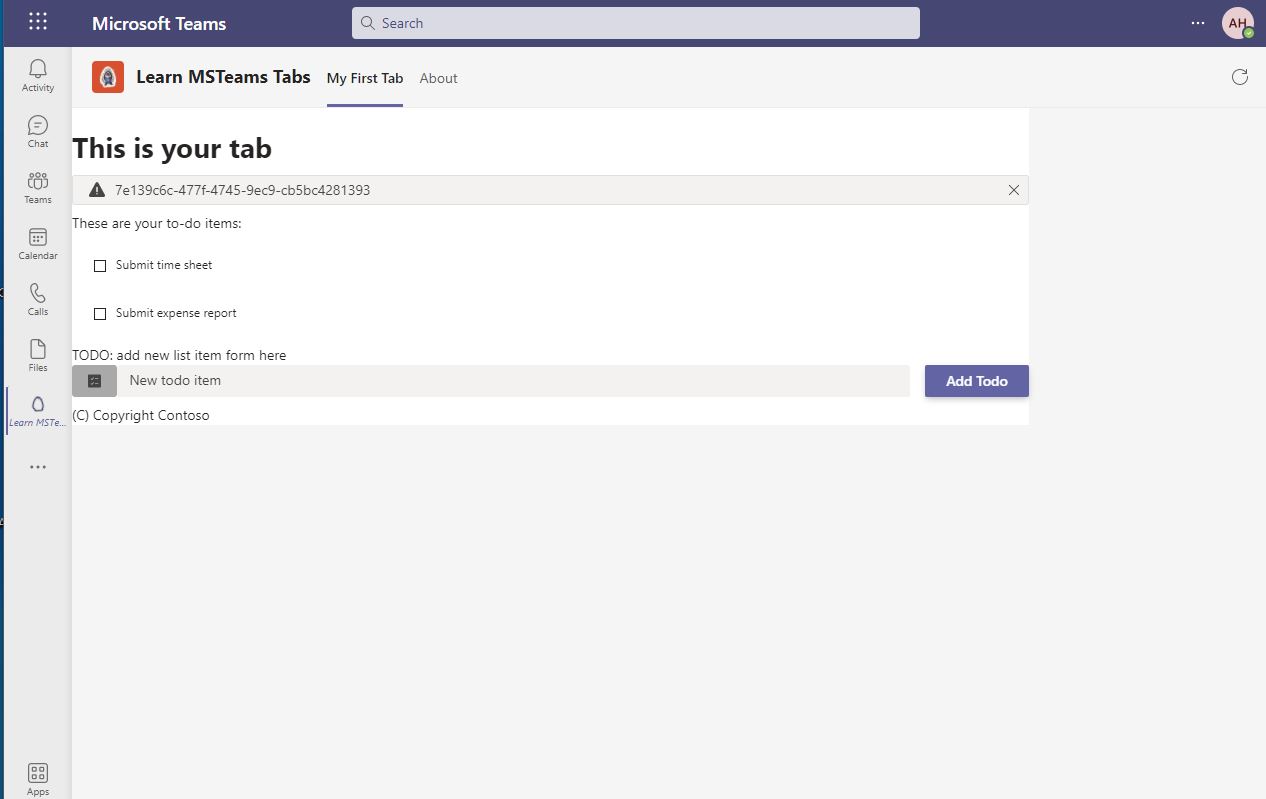 Microsoft Teams
Search
AH
Activity
Chat
Teams
Calendar
Calls
Files
Learn MSTe...
Apps
Learn MSTeams Tabs
My First Tab
About
This is your tab
7e139c6c-477f-4745-9ec9-cb5bc4281393
These are your to-do items:
Submit time sheet
Submit expense report
TODO: add new list item form here
New todo item
Add Todo
(C) Copyright Contoso